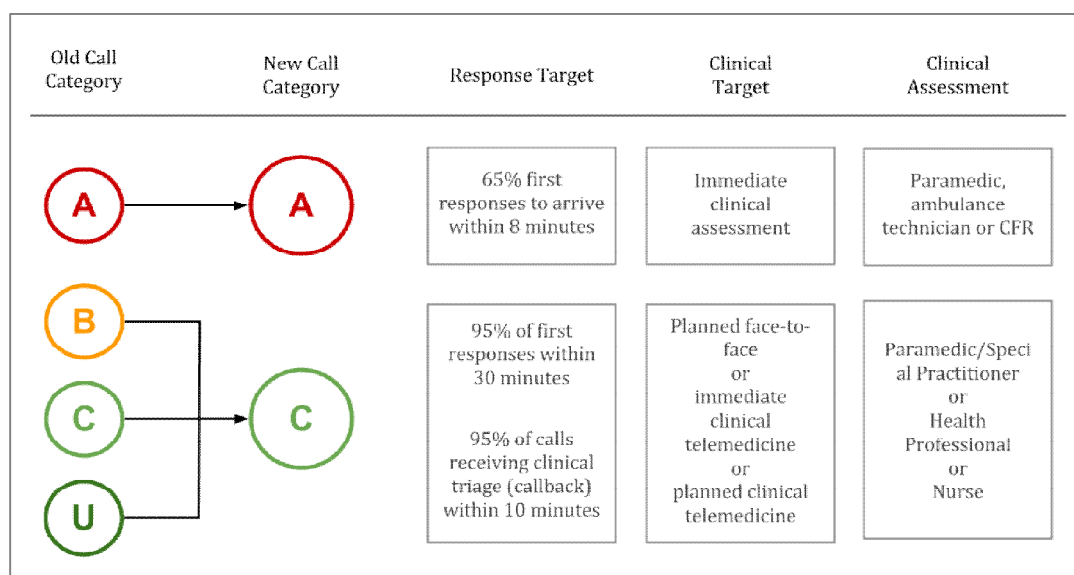 Old Call
Category
New Call
Category
Response Target
Clinical
Target
Clinical
Assessment
A
A
65% first
responses to arrive
within 8 minutes
Immediate
clinical
assessment
Paramedic,
ambulance
technician or CFR
B
C
U
C
95% of first
responses within
30 minutes
95% of calls
receiving clinical
triage (callback)
within 10 minutes
Planned face-to-
face
or
immediate
clinical
telemedicine
or
planned clinical
telemedicine
Paramedic/Speci
al Practitioner
or
Health
Professional
or
Nurse